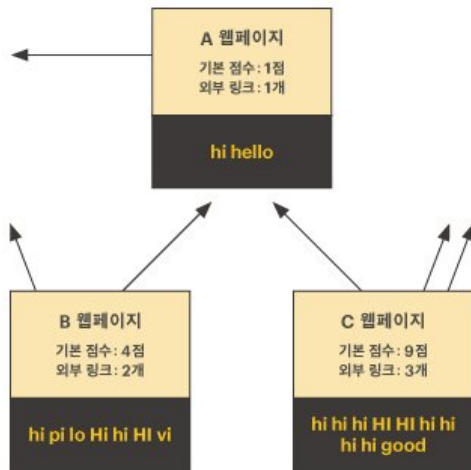 A 웹페이지
기본 점수 : 1점
외부 링크 : 1개
hi hello
B 웹페이지
기본 점수 : 4점
외부 링크 : 2개
hi pi lo Hi hi HI vi
C 웹페이지
기본 점수 : 9점
외부 링크 : 3개
hi hi hi HI HI hi hi
hi hi good